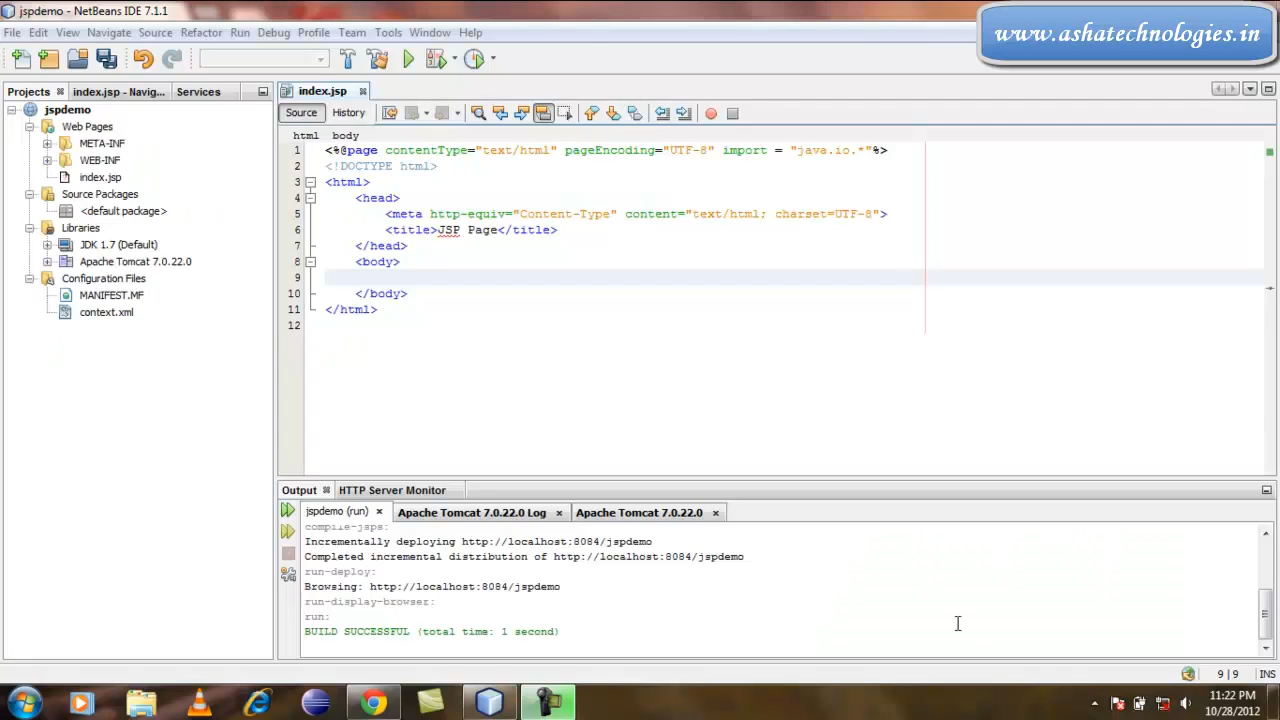 jspdemo - NetBeans IDE 7.1.1
www.ashatechnologies.in
File Edit View Navigate Source Refactor Run Debug Profile Team Tools Window Help
Projects index.jsp - Navig... Services
index.jsp
Source History
html body
jspdemo
Web Pages
META-INF
WEB-INF
index.jsp
Source Packages
<default package>
Libraries
JDK 1.7 (Default)
Apache Tomcat 7.0.22.0
Configuration Files
MANIFEST.MF
context.xml
1 <%@page contentType="text/html" pageEncoding="UTF-8" import = "java.io.*"%>
2 <!DOCTYPE html>
3 <html>
4 <head>
5 <meta http-equiv="Content-Type" content="text/html; charset=UTF-8">
6 <title>JSP Page</title>
7 </head>
8 <body>
9
10 </body>
11 </html>
12
Output HTTP Server Monitor
jspdemo (run) Apache Tomcat 7.0.22.0 Log Apache Tomcat 7.0.22.0
compile-jsps:
Incrementally deploying http://localhost:8084/jspdemo
Completed incremental distribution of http://localhost:8084/jspdemo
run-deploy:
Browsing: http://localhost:8084/jspdemo
run-display-browser:
run:
BUILD SUCCESSFUL (total time: 1 second)
9 | 9 INS
11:22 PM
10/28/2012